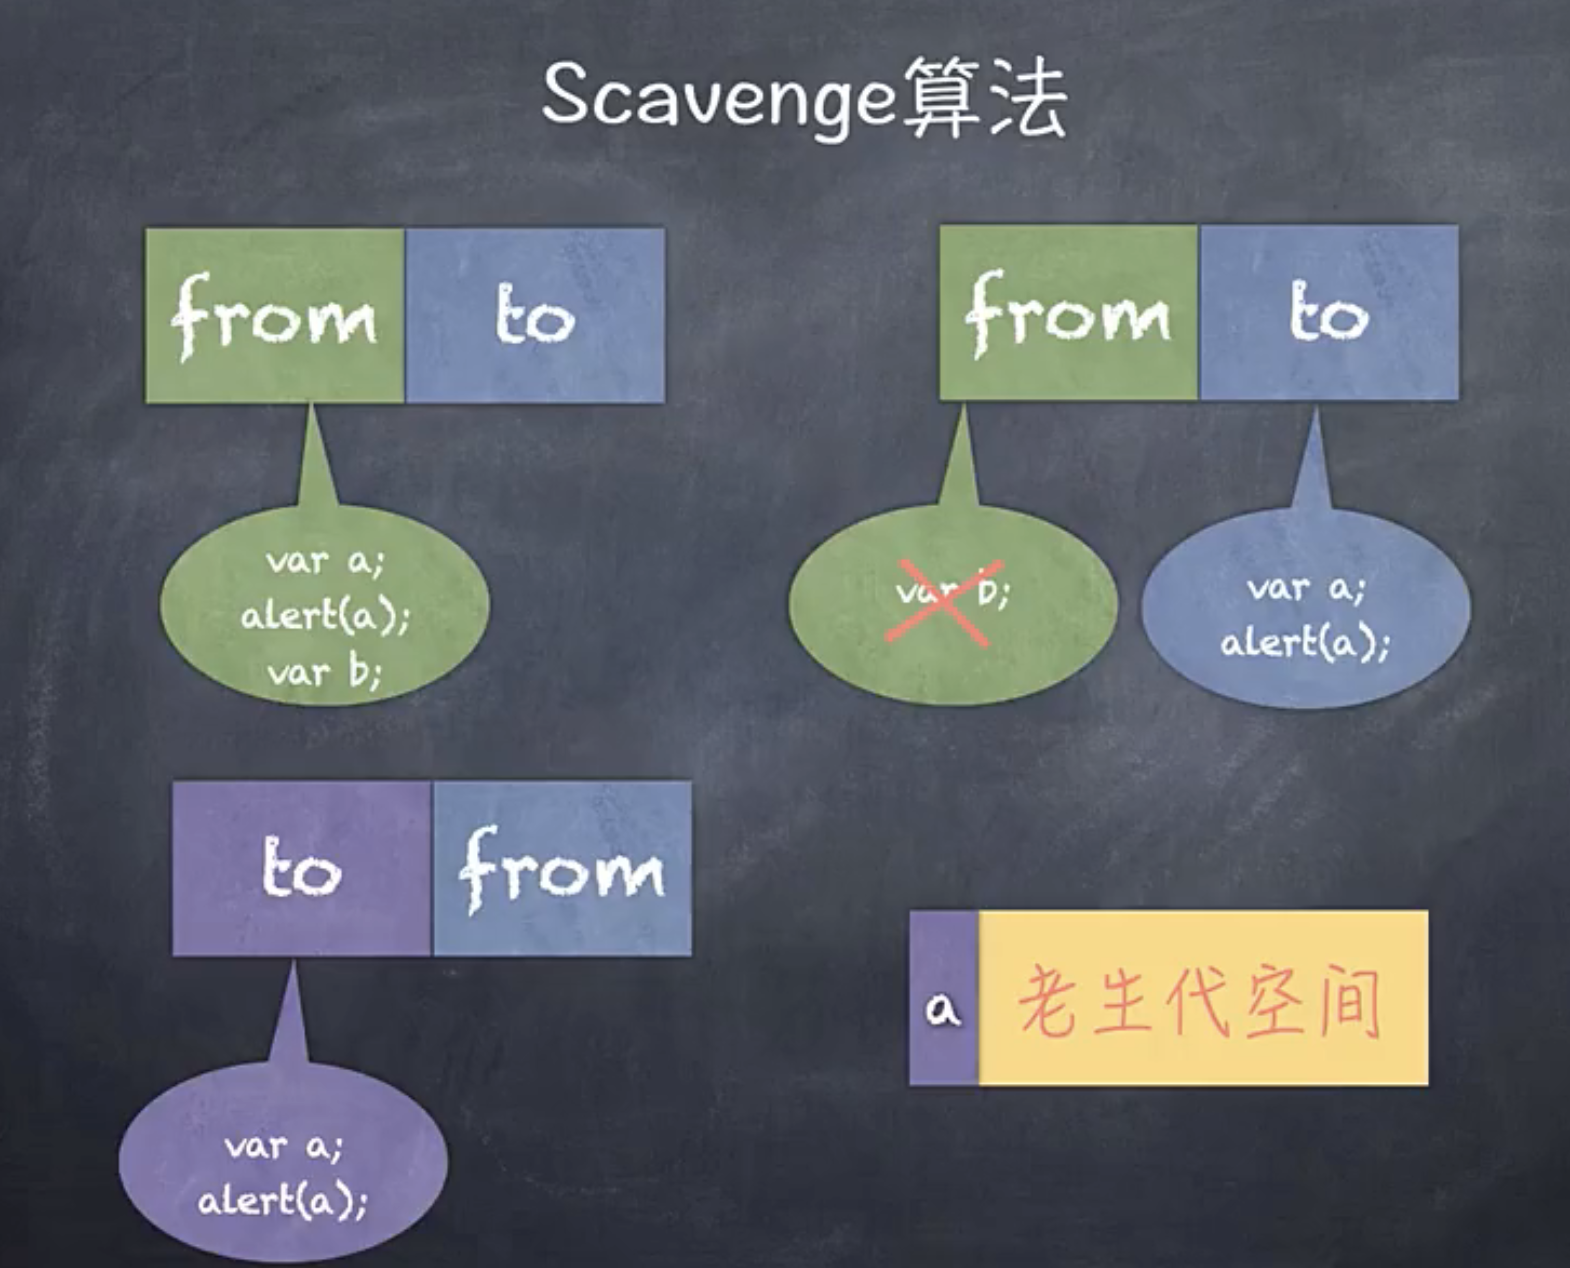 Scavenge算法
from to
var a;
alert(a);
var b;
from to
var b;
var a;
alert(a);
to from
var a;
alert(a);
a 老生代空间